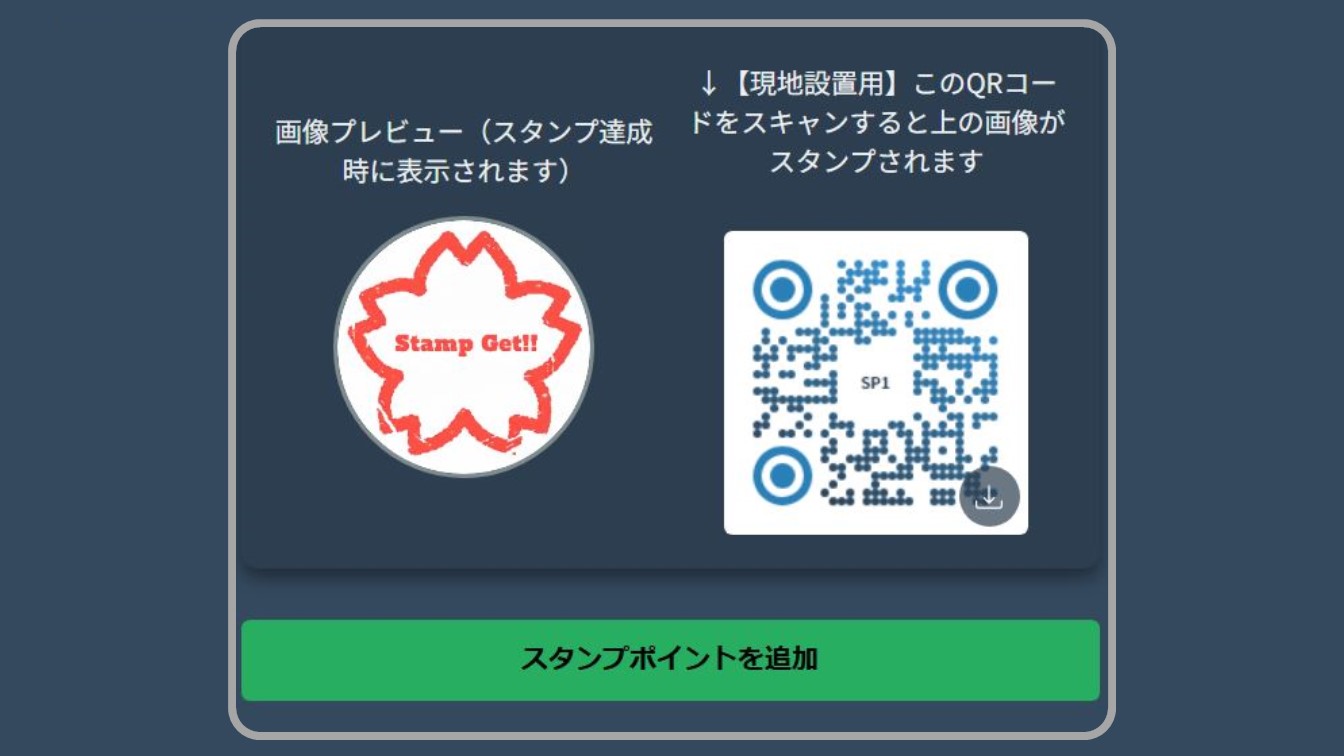 画像プレビュー（スタンプ達成
時に表示されます）
Stamp Get!!
↓【現地設置用】このQRコー
ドをスキャンすると上の画像が
スタンプされます
SP1
スタンプポイントを追加